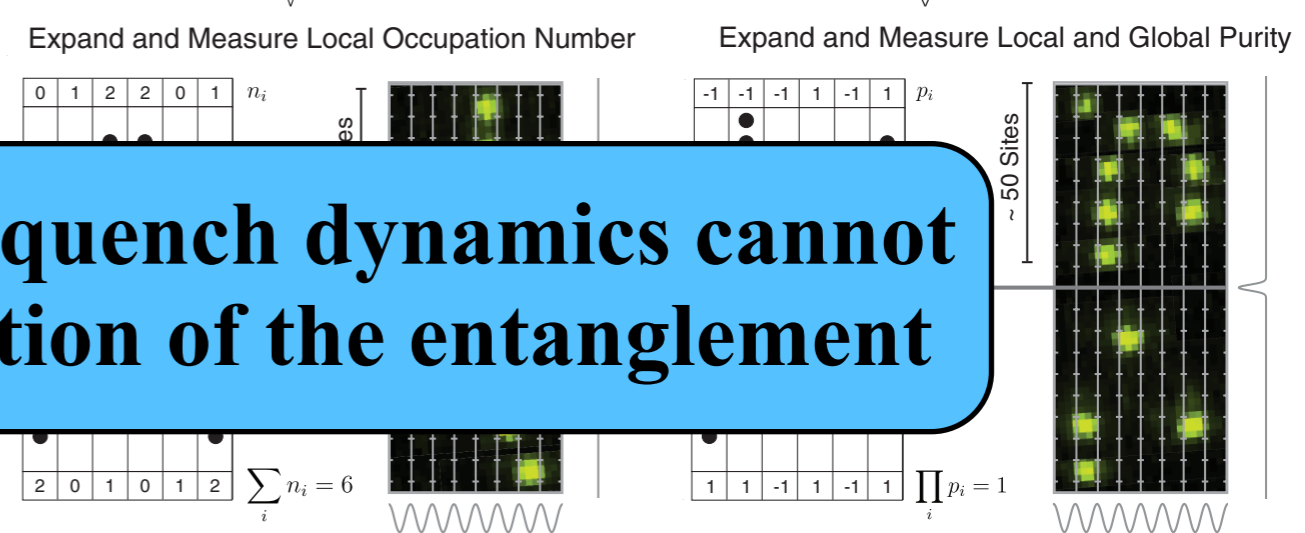 Expand and Measure Local Occupation Number
Expand and Measure Local and Global Purity
0 1 2 2 0 1 n_i
-1 -1 -1 1 -1 1 p_i
~ 50 Sites
quench dynamics cannot
tion of the entanglement
2 0 1 0 1 2 ∑_i n_i = 6
1 1 -1 1 -1 1 ∏_i p_i = 1